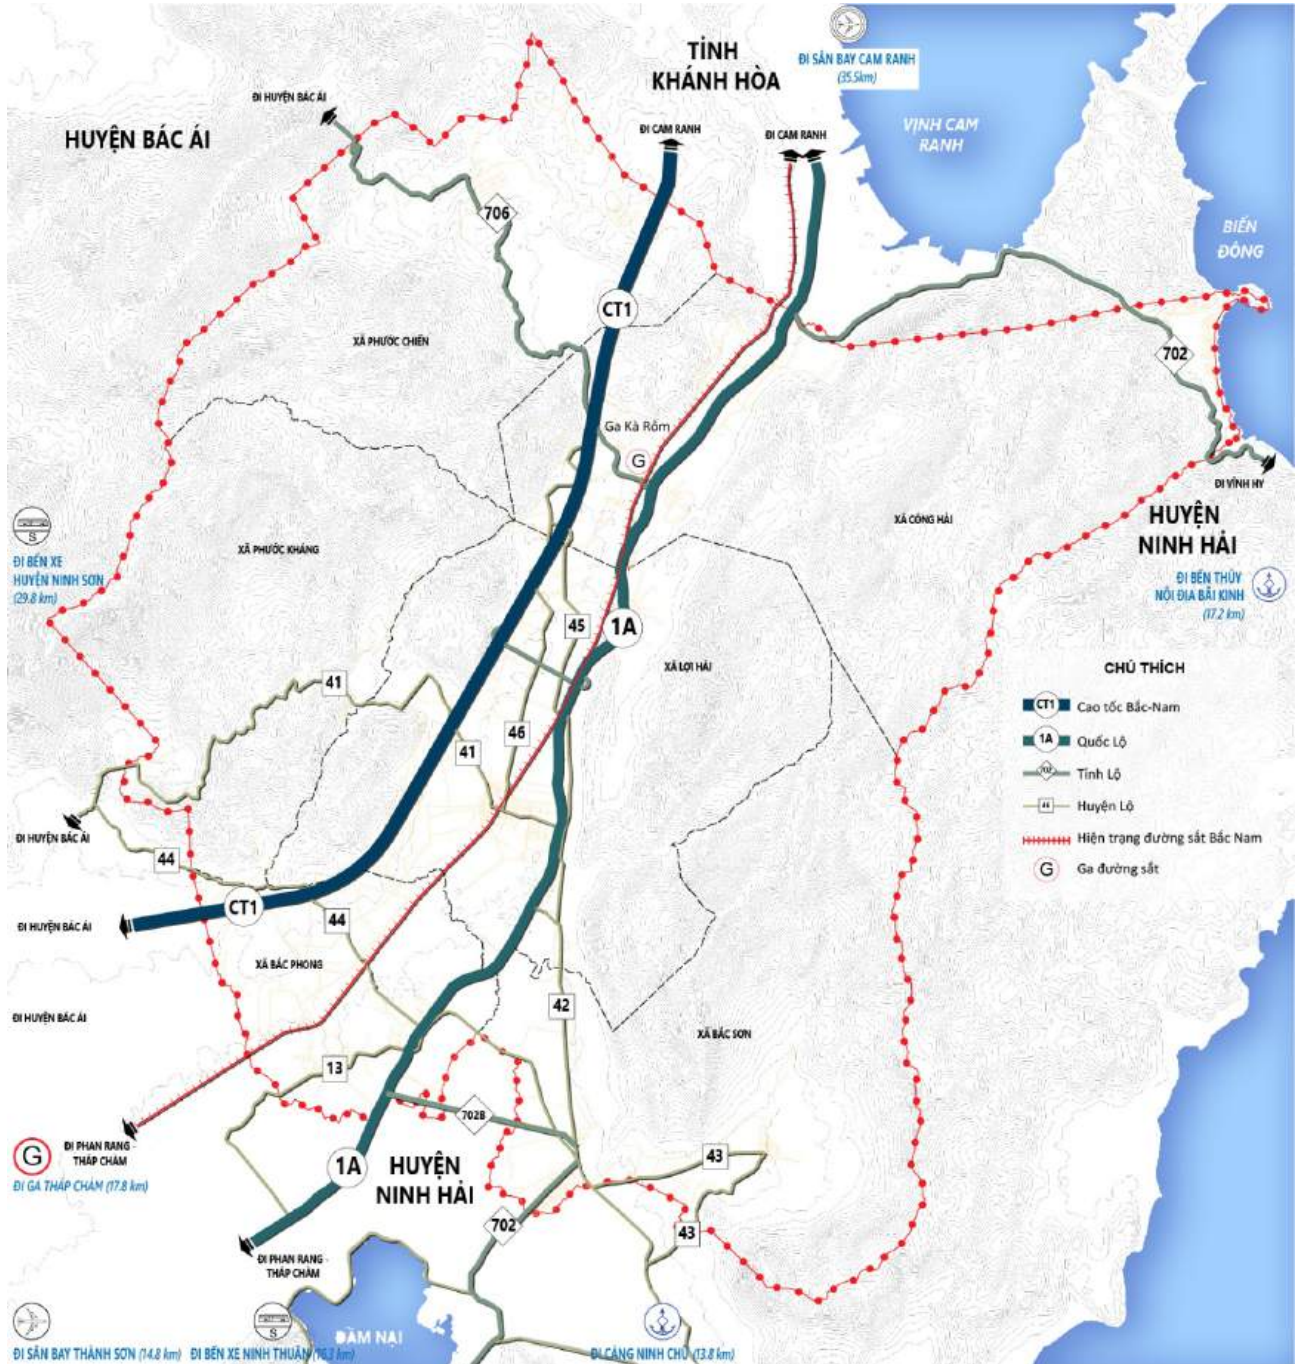 TỈNH
KHÁNH HÒA
ĐI SÂN BAY CAM RANH
(35.5km)
ĐI HUYỆN BÁC ÁI
HUYỆN BÁC ÁI
ĐI CAM RANH
ĐI CAM RANH
VỊNH CAM
RANH
BIỂN
ĐÔNG
706
CT1
XÃ PHƯỚC CHIẾN
702
Ga Kà Rôm
G
ĐI VĨNH HY
XÃ CÔNG HẢI
HUYỆN
NINH HẢI
S
ĐI BẾN XE
HUYỆN NINH SƠN
(29.8 km)
XÃ PHƯỚC KHÁNG
ĐI BẾN THỦY
NỘI ĐỊA BÃI KINH
(17.2 km)
45
1A
XÃ LỢI HẢI
41
46
41
CHÚ THÍCH
CT1 Cao tốc Bắc-Nam
1A Quốc Lộ
702 Tỉnh Lộ
Huyện Lộ
Hiện trạng đường sắt Bắc Nam
G Ga đường sắt
ĐI HUYỆN BÁC ÁI
44
CT1
44
ĐI HUYỆN BÁC ÁI
XÃ BẮC PHONG
42
ĐI HUYỆN BÁC ÁI
XÃ BẮC SƠN
13
702B
G
ĐI PHAN RANG -
THÁP CHÀM
ĐI GA THÁP CHÀM (17.8 km)
1A
HUYỆN
NINH HẢI
43
43
702
ĐI PHAN RANG -
THÁP CHÀM
ĐẦM NẠI
S
ĐI SÂN BAY THÀNH SƠN (14.8 km)
ĐI BẾN XE NINH THUẬN
ĐI CẢNG NINH CHỮ (13.8 km)